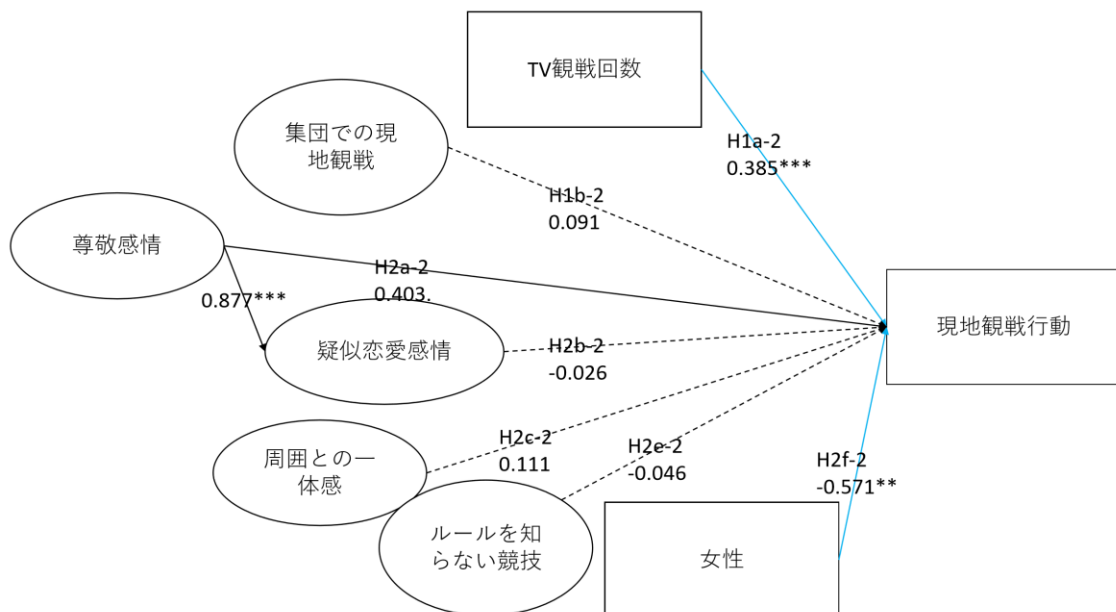 TV観戦回数
集団での現
地観戦
H1a-2
0.385***
H1b-2
0.091
尊敬感情
H2a-2
0.403.
0.877***
現地観戦行動
疑似恋愛感情
H2b-2
-0.026
周囲との一
体感
H2c-2
0.111
H2e-2
-0.046
H2f-2
-0.571**
ルールを知
らない競技
女性